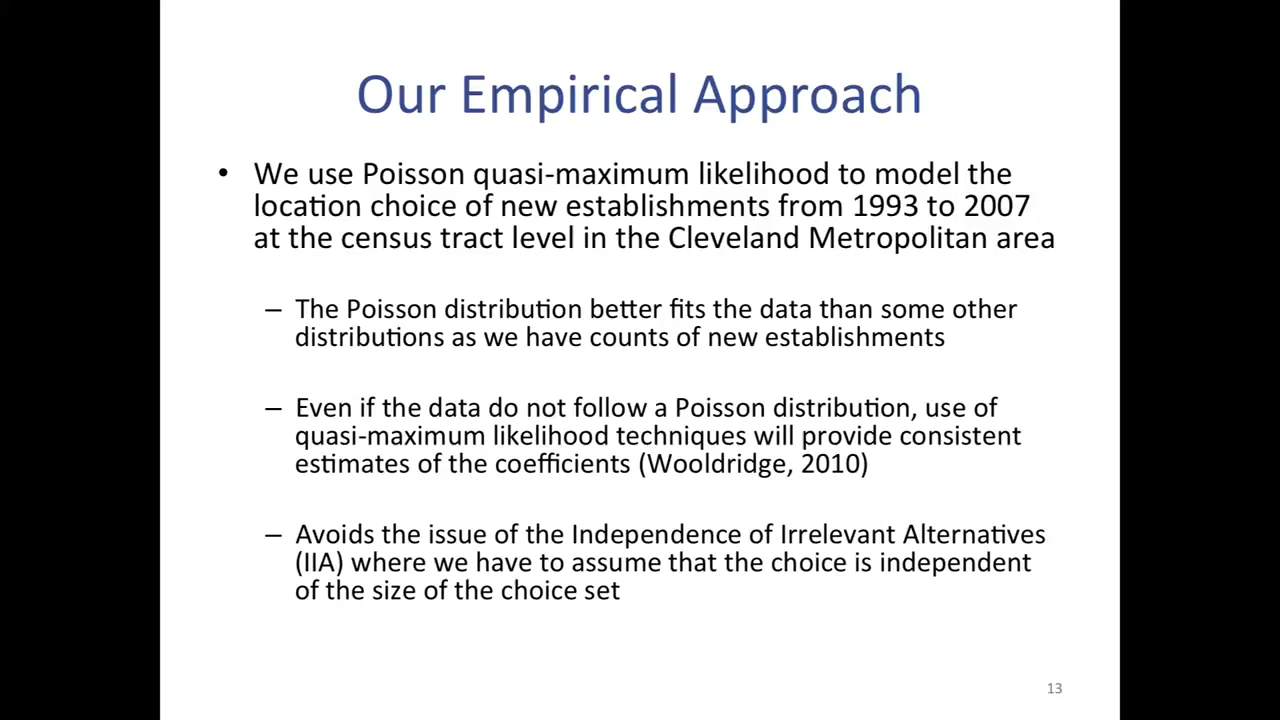 Our Empirical Approach
• We use Poisson quasi-maximum likelihood to model the
location choice of new establishments from 1993 to 2007
at the census tract level in the Cleveland Metropolitan area
– The Poisson distribution better fits the data than some other
distributions as we have counts of new establishments
– Even if the data do not follow a Poisson distribution, use of
quasi-maximum likelihood techniques will provide consistent
estimates of the coefficients (Wooldridge, 2010)
– Avoids the issue of the Independence of Irrelevant Alternatives
(IIA) where we have to assume that the choice is independent
of the size of the choice set
13